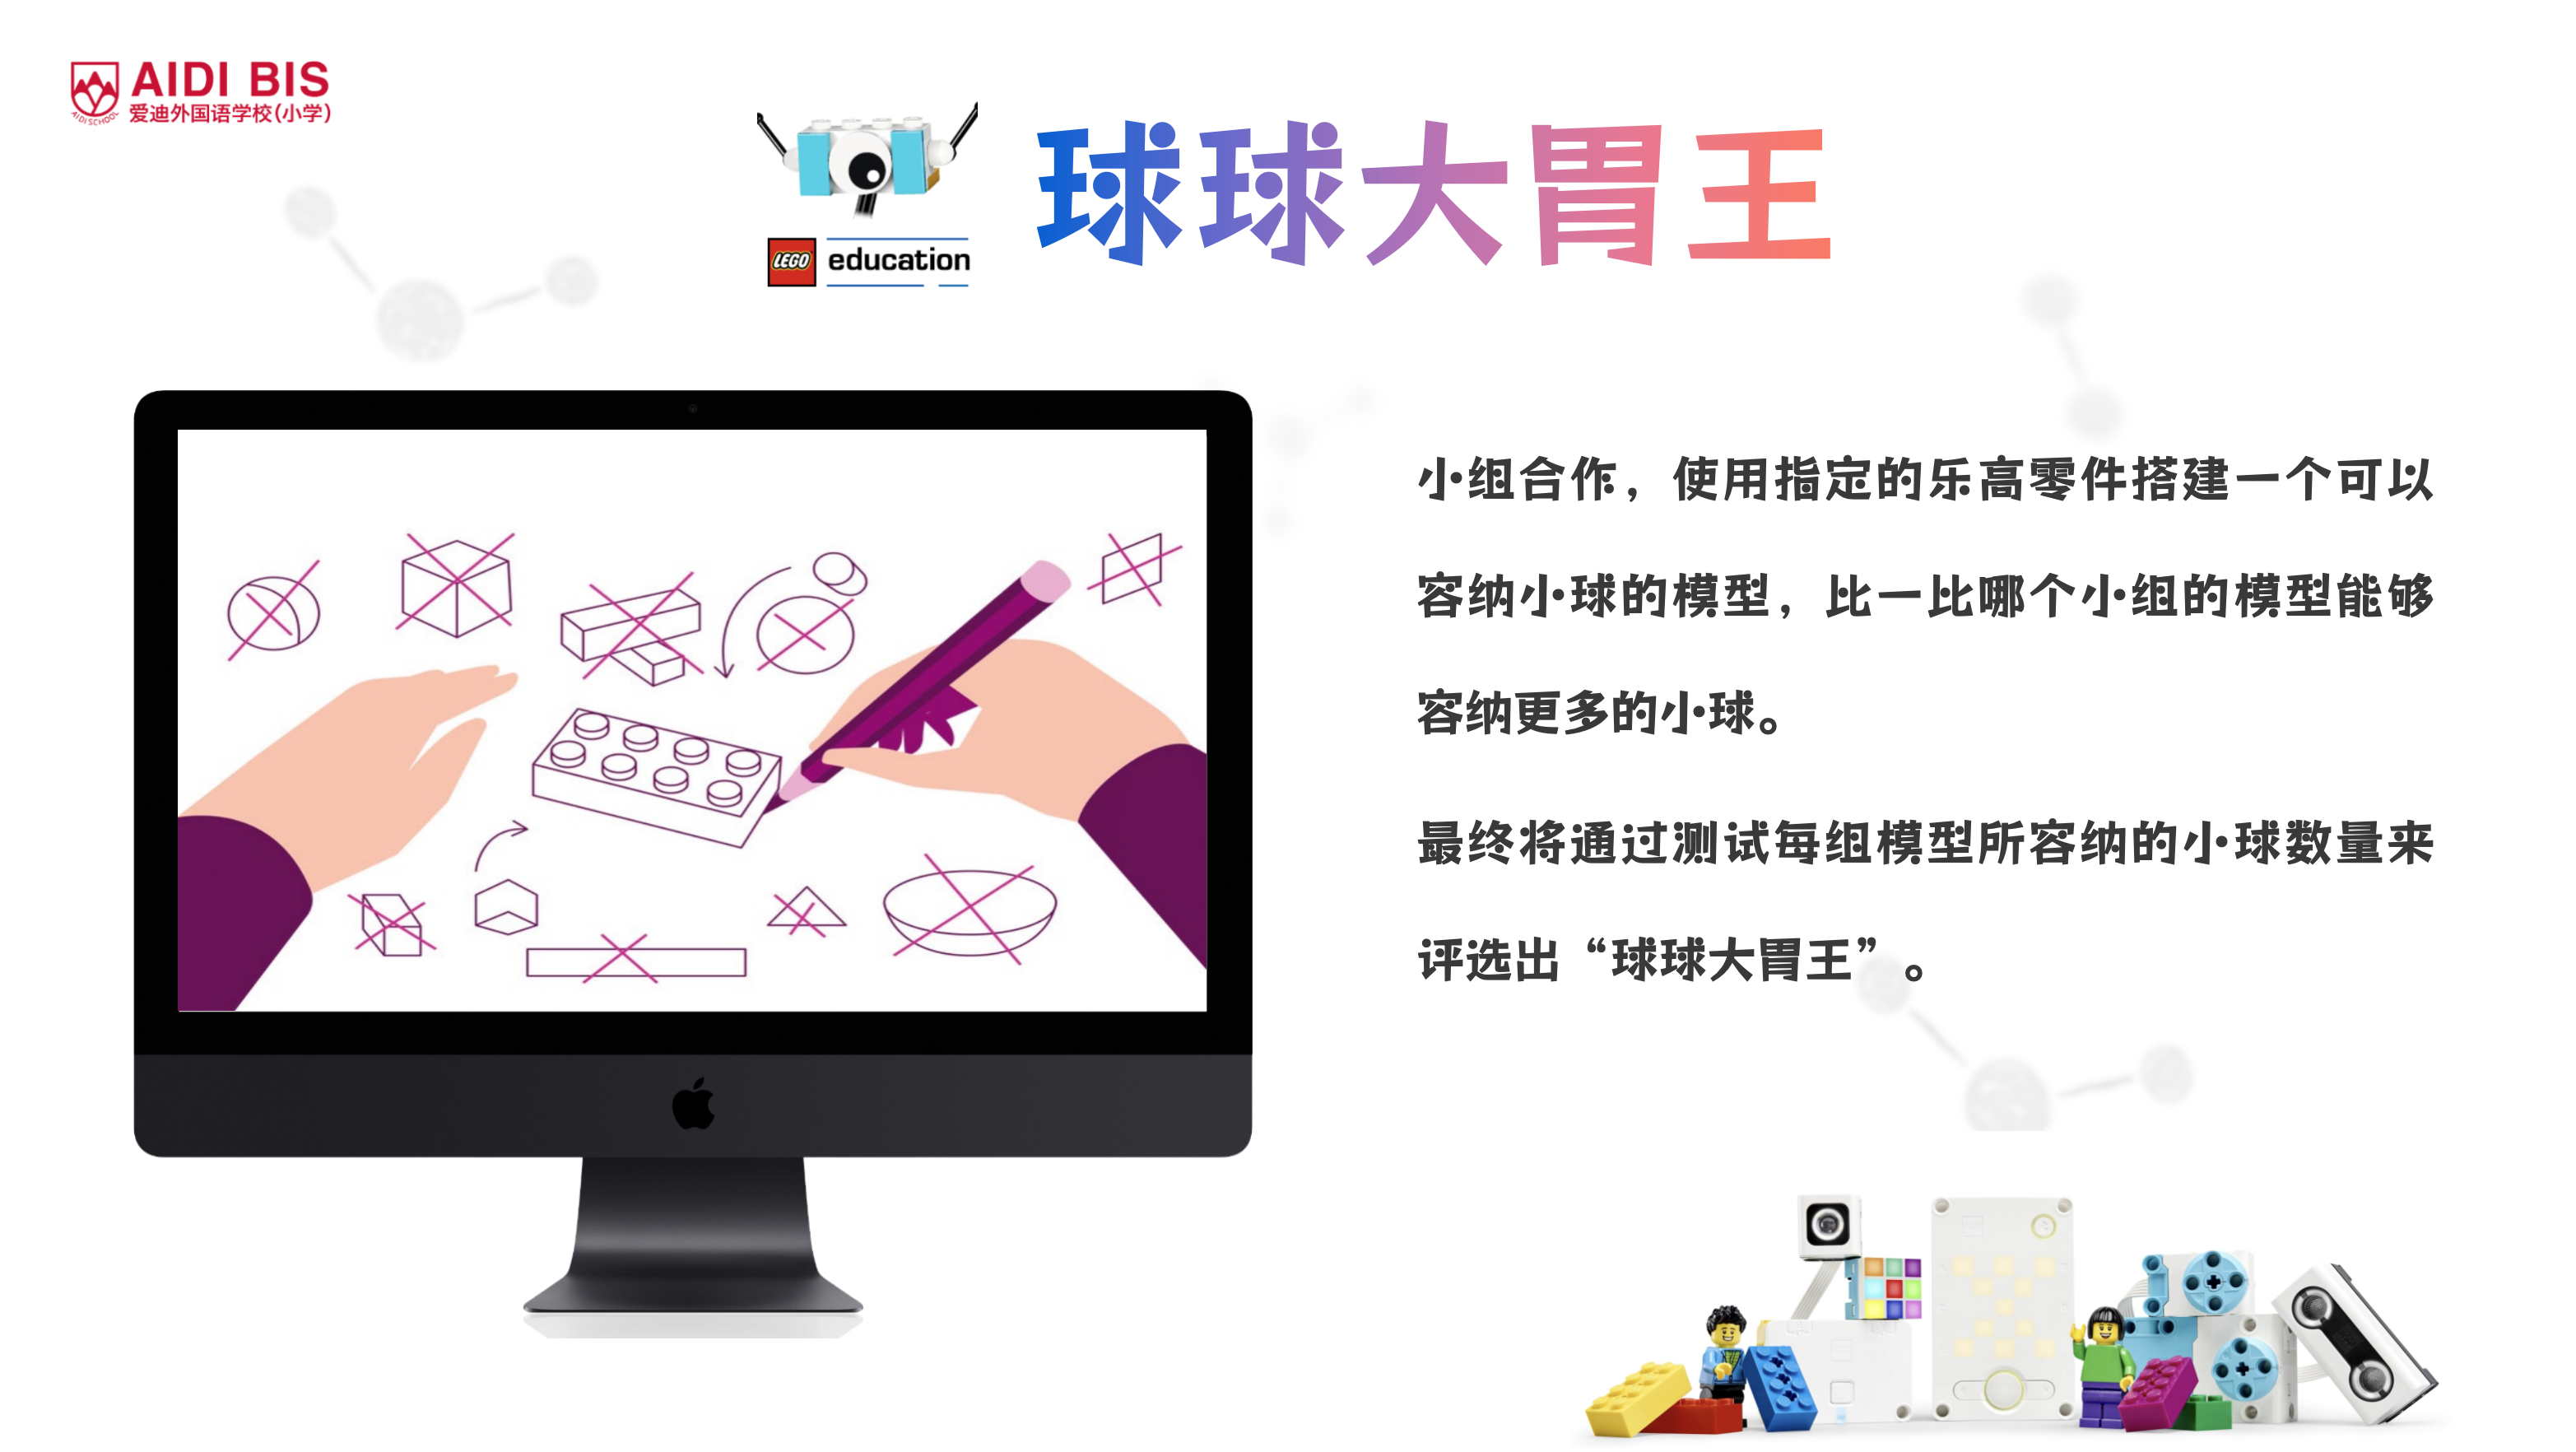 AIDI BIS
爱迪外国语学校(小学)
AIDI SCHOOL
球球大胃王
LEGO education
小组合作，使用指定的乐高零件搭建一个可以
容纳小球的模型，比一比哪个小组的模型能够
容纳更多的小球。
最终将通过测试每组模型所容纳的小球数量来
评选出“球球大胃王”。